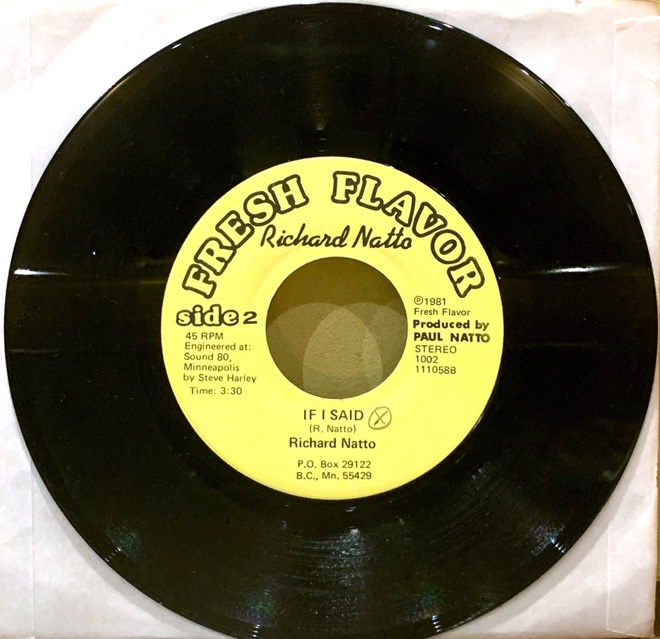 FRESH FLAVOR
Richard Natto
side 2
45 RPM
Engineered at:
Sound 80,
Minneapolis
by Steve Harley
Time: 3:30
℗1981
Fresh Flavor
Produced by
PAUL NATTO
STEREO
1002
111058B
IF I SAID
(R. Natto)
Richard Natto
P.O. Box 29122
B.C., Mn, 55429